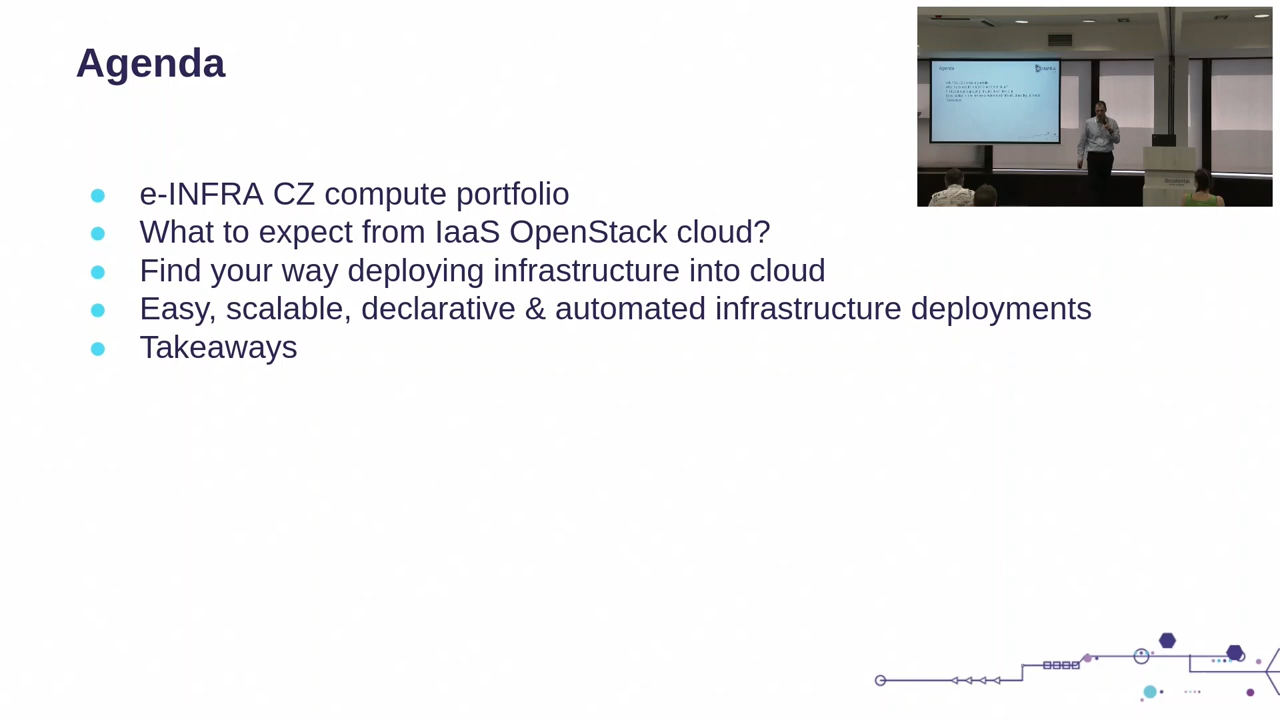 Agenda
e-INFRA CZ compute portfolio
What to expect from IaaS OpenStack cloud?
Find your way deploying infrastructure into cloud
Easy, scalable, declarative & automated infrastructure deployments
Takeaways
Agenda